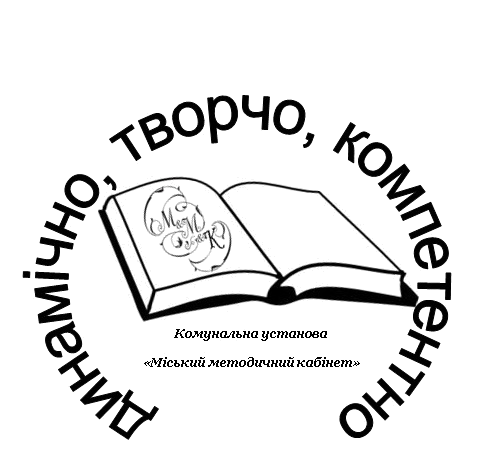 динамічно, творчо, компетентно
Комунальна установа
«Міський методичний кабінет»